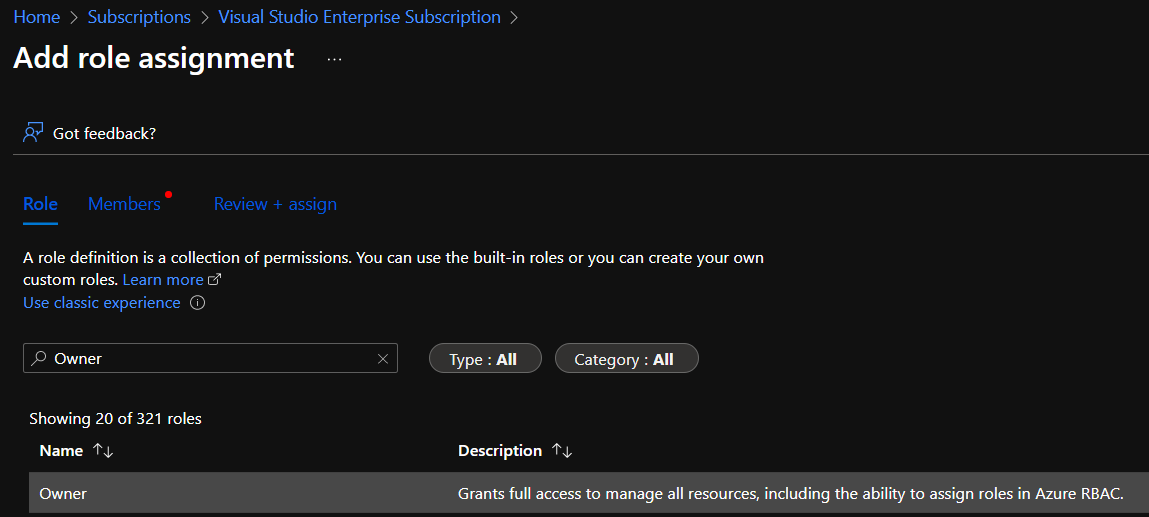 Home > Subscriptions > Visual Studio Enterprise Subscription >
Add role assignment ...
Got feedback?
Role Members Review + assign
A role definition is a collection of permissions. You can use the built-in roles or you can create your own
custom roles. Learn more
Use classic experience
Owner Type : All Category : All
Showing 20 of 321 roles
Name ↑↓ Description ↑↓
Owner Grants full access to manage all resources, including the ability to assign roles in Azure RBAC.